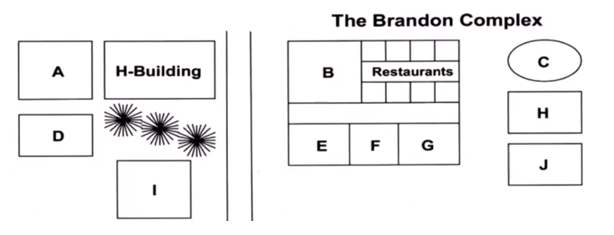 The Brandon Complex
A
H-Building
B
Restaurants
C
D
H
E
F
G
J
I